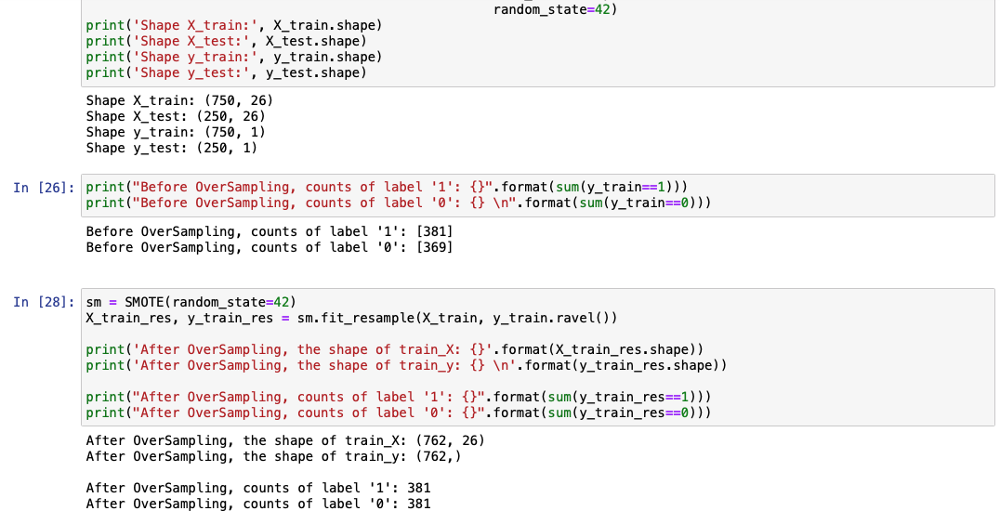 random_state=42)
print('Shape X_train:', X_train.shape)
print('Shape X_test:', X_test.shape)
print('Shape y_train:', y_train.shape)
print('Shape y_test:', y_test.shape)
Shape X_train: (750, 26)
Shape X_test: (250, 26)
Shape y_train: (750, 1)
Shape y_test: (250, 1)
In [26]: print("Before OverSampling, counts of label '1': {}".format(sum(y_train==1)))
print("Before OverSampling, counts of label '0': {} \n".format(sum(y_train==0)))
Before OverSampling, counts of label '1': [381]
Before OverSampling, counts of label '0': [369]
In [28]: sm = SMOTE(random_state=42)
X_train_res, y_train_res = sm.fit_resample(X_train, y_train.ravel())
print('After OverSampling, the shape of train_X: {}'.format(X_train_res.shape))
print('After OverSampling, the shape of train_y: {} \n'.format(y_train_res.shape))
print("After OverSampling, counts of label '1': {}".format(sum(y_train_res==1)))
print("After OverSampling, counts of label '0': {}".format(sum(y_train_res==0)))
After OverSampling, the shape of train_X: (762, 26)
After OverSampling, the shape of train_y: (762,)
After OverSampling, counts of label '1': 381
After OverSampling, counts of label '0': 381